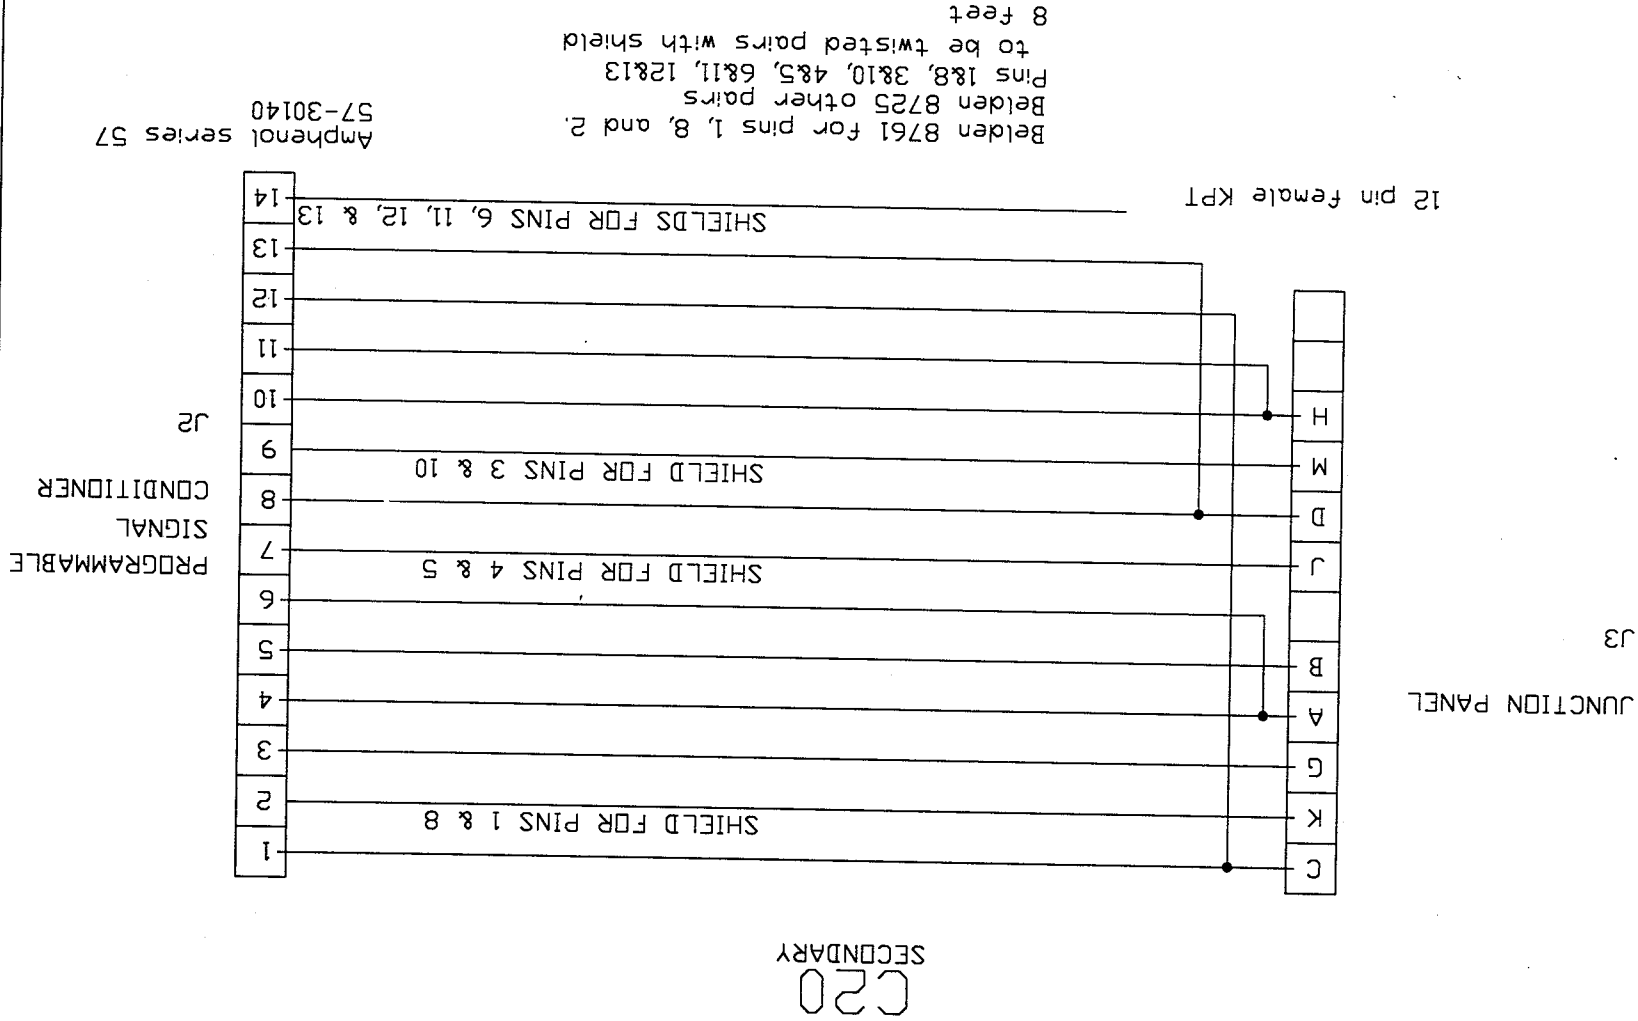 C20
SECONDARY
JUNCTION PANEL
J3
C
K
G
A
B
J
D
M
H
12 pin female KPT
1
SHIELD FOR PINS 1 & 8
2
3
4
5
6
SHIELD FOR PINS 4 & 5
7
8
SHIELD FOR PINS 3 & 10
9
10
11
12
13
SHIELDS FOR PINS 6, 11, 12, & 13
14
PROGRAMMABLE
SIGNAL
CONDITIONER
J2
Amphenol series 57
57-30140
Belden 8761 for pins 1, 8, and 2.
Belden 8725 other pairs
Pins 1&8, 3&10, 4&5, 6&11, 12&13
to be twisted pairs with shield
8 feet